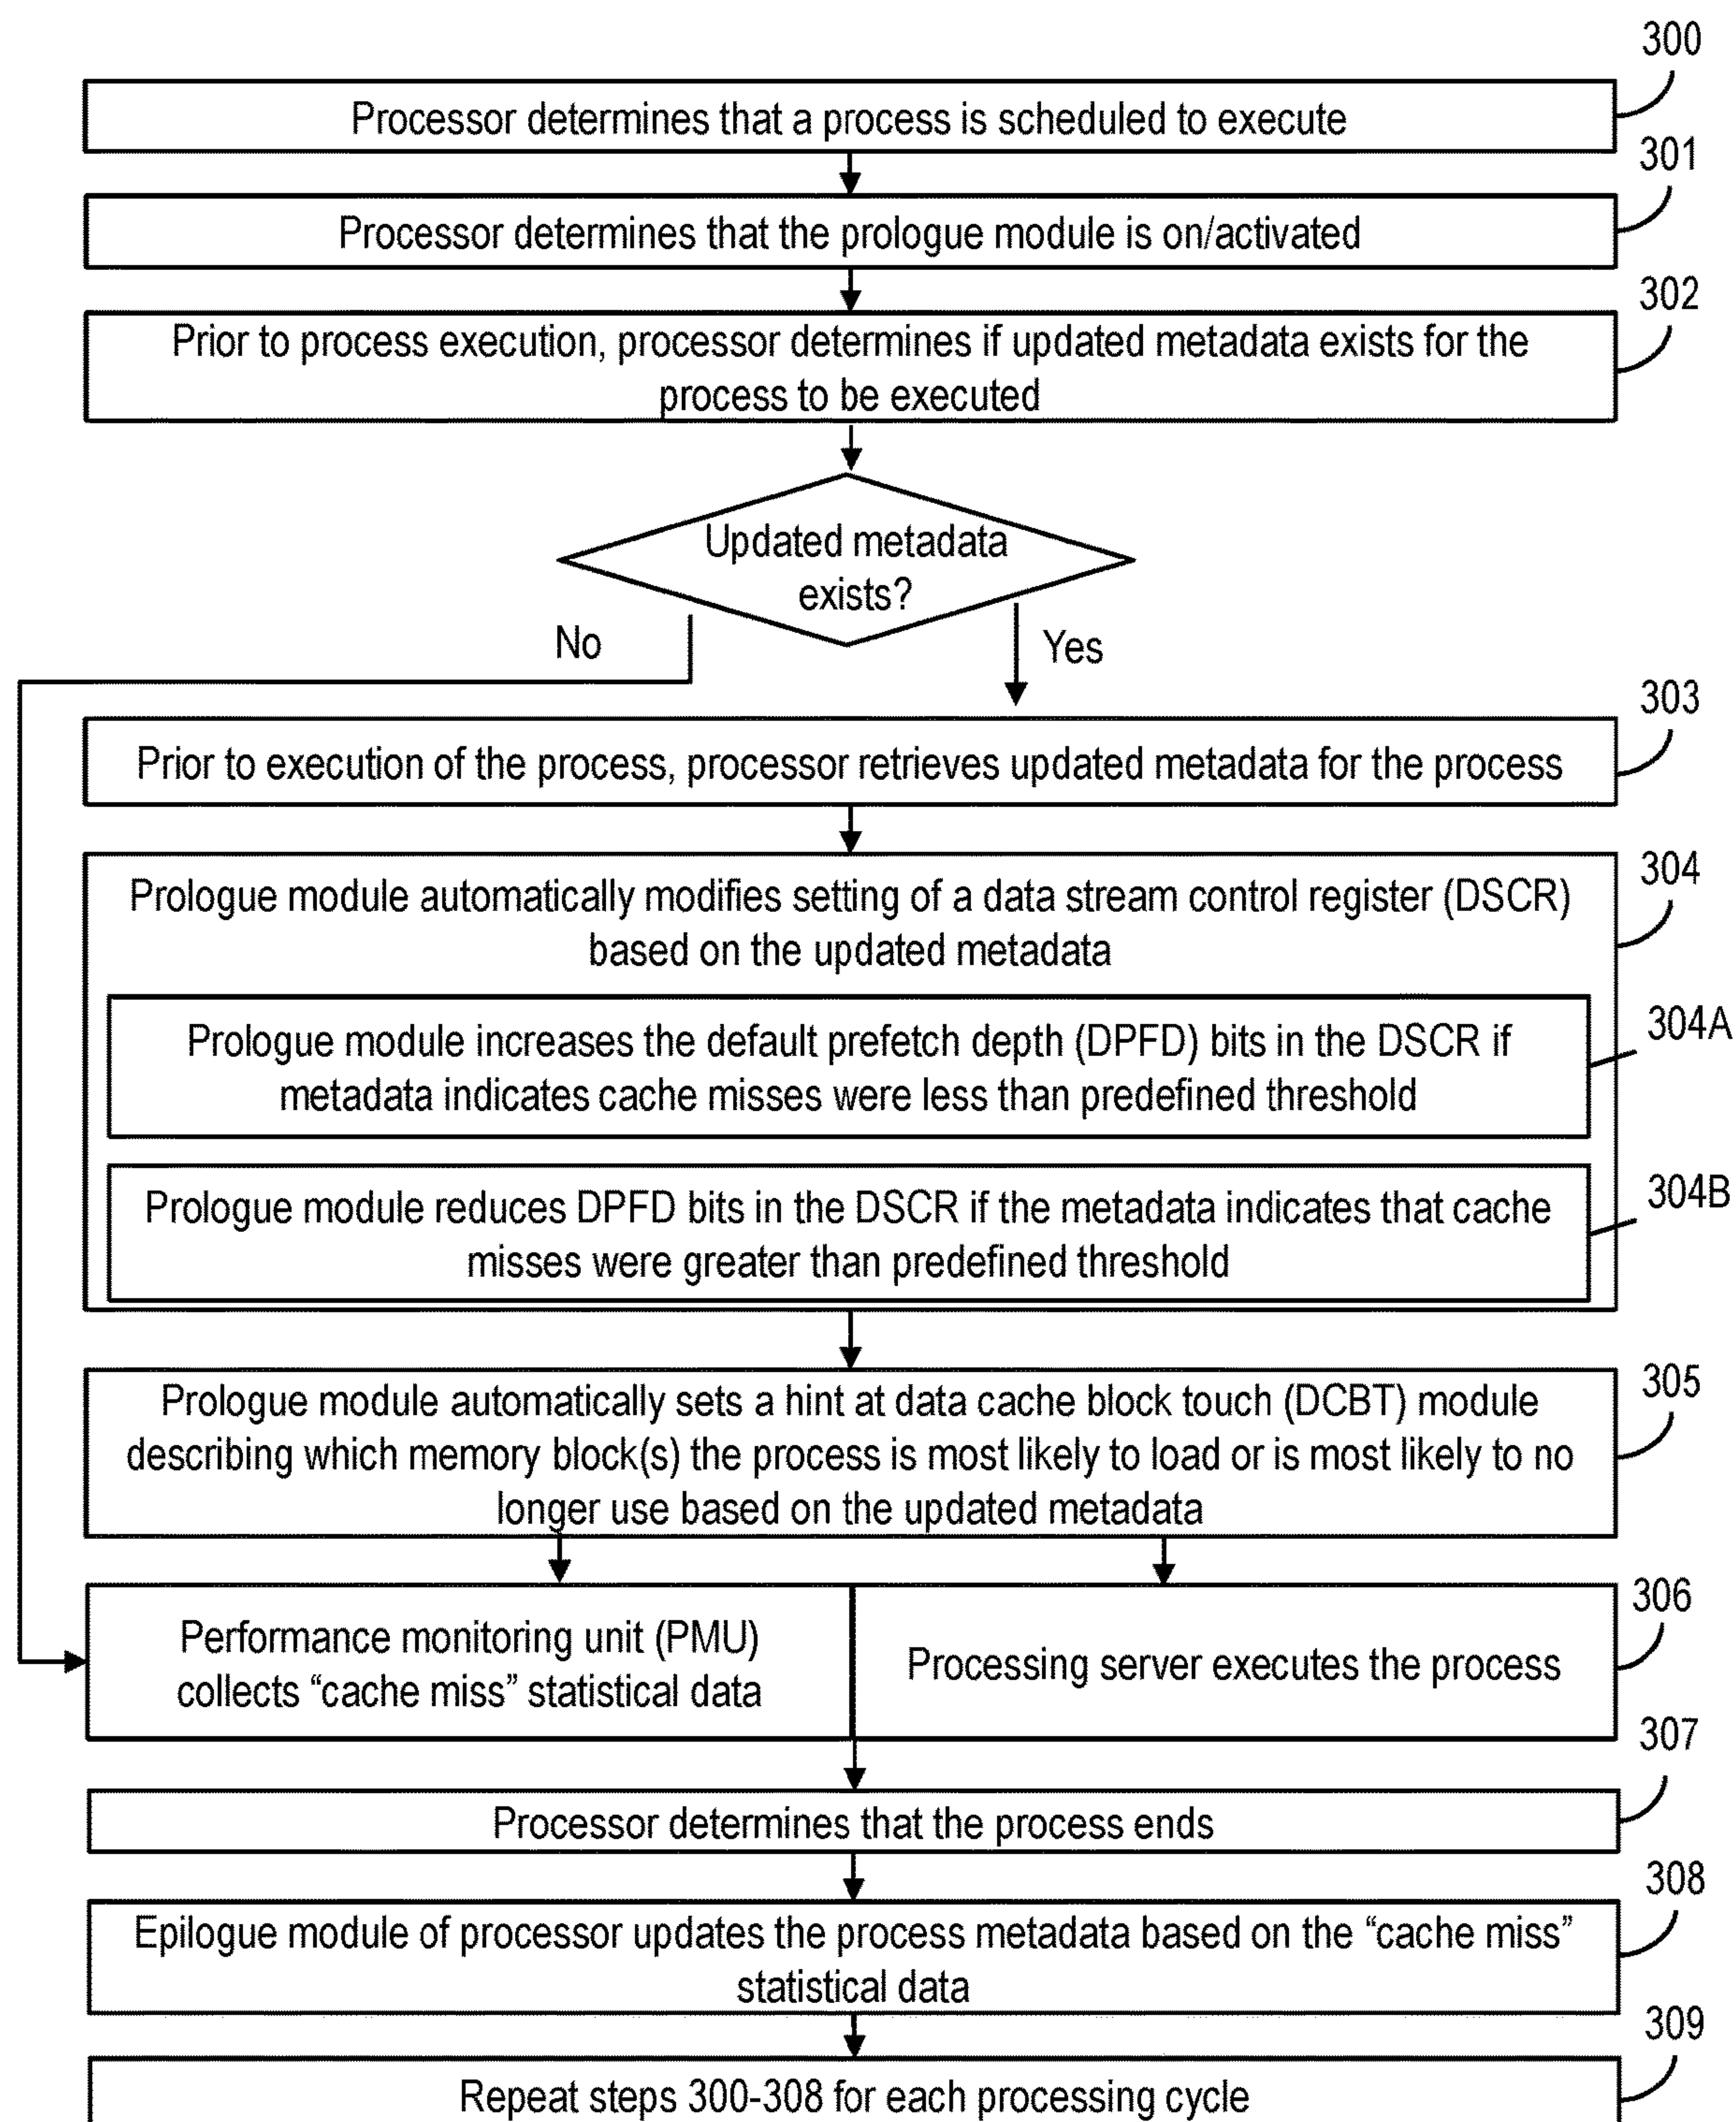 300
Processor determines that a process is scheduled to execute
301
Processor determines that the prologue module is on/activated
302
Prior to process execution, processor determines if updated metadata exists for the
process to be executed
Updated metadata
exists?
No
Yes
303
Prior to execution of the process, processor retrieves updated metadata for the process
304
Prologue module automatically modifies setting of a data stream control register (DSCR)
based on the updated metadata
304A
Prologue module increases the default prefetch depth (DPFD) bits in the DSCR if
metadata indicates cache misses were less than predefined threshold
304B
Prologue module reduces DPFD bits in the DSCR if the metadata indicates that cache
misses were greater than predefined threshold
305
Prologue module automatically sets a hint at data cache block touch (DCBT) module
describing which memory block(s) the process is most likely to load or is most likely to no
longer use based on the updated metadata
306
Performance monitoring unit (PMU)
collects “cache miss” statistical data
Processing server executes the process
307
Processor determines that the process ends
308
Epilogue module of processor updates the process metadata based on the “cache miss”
statistical data
309
Repeat steps 300-308 for each processing cycle